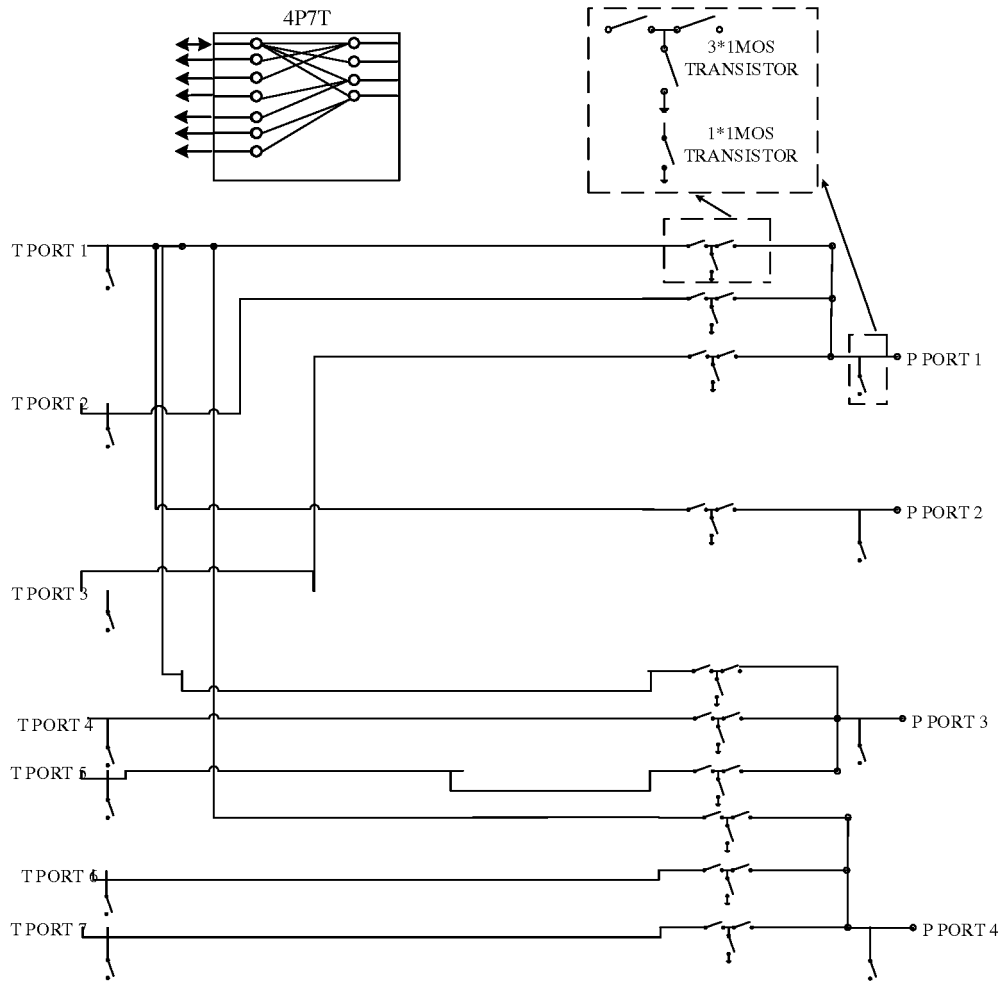 4P7T
3*1MOS
TRANSISTOR
1*1MOS
TRANSISTOR
T PORT 1
P PORT 1
T PORT 2
P PORT 2
T PORT 3
T PORT 4
P PORT 3
T PORT 5
T PORT 6
T PORT 7
P PORT 4